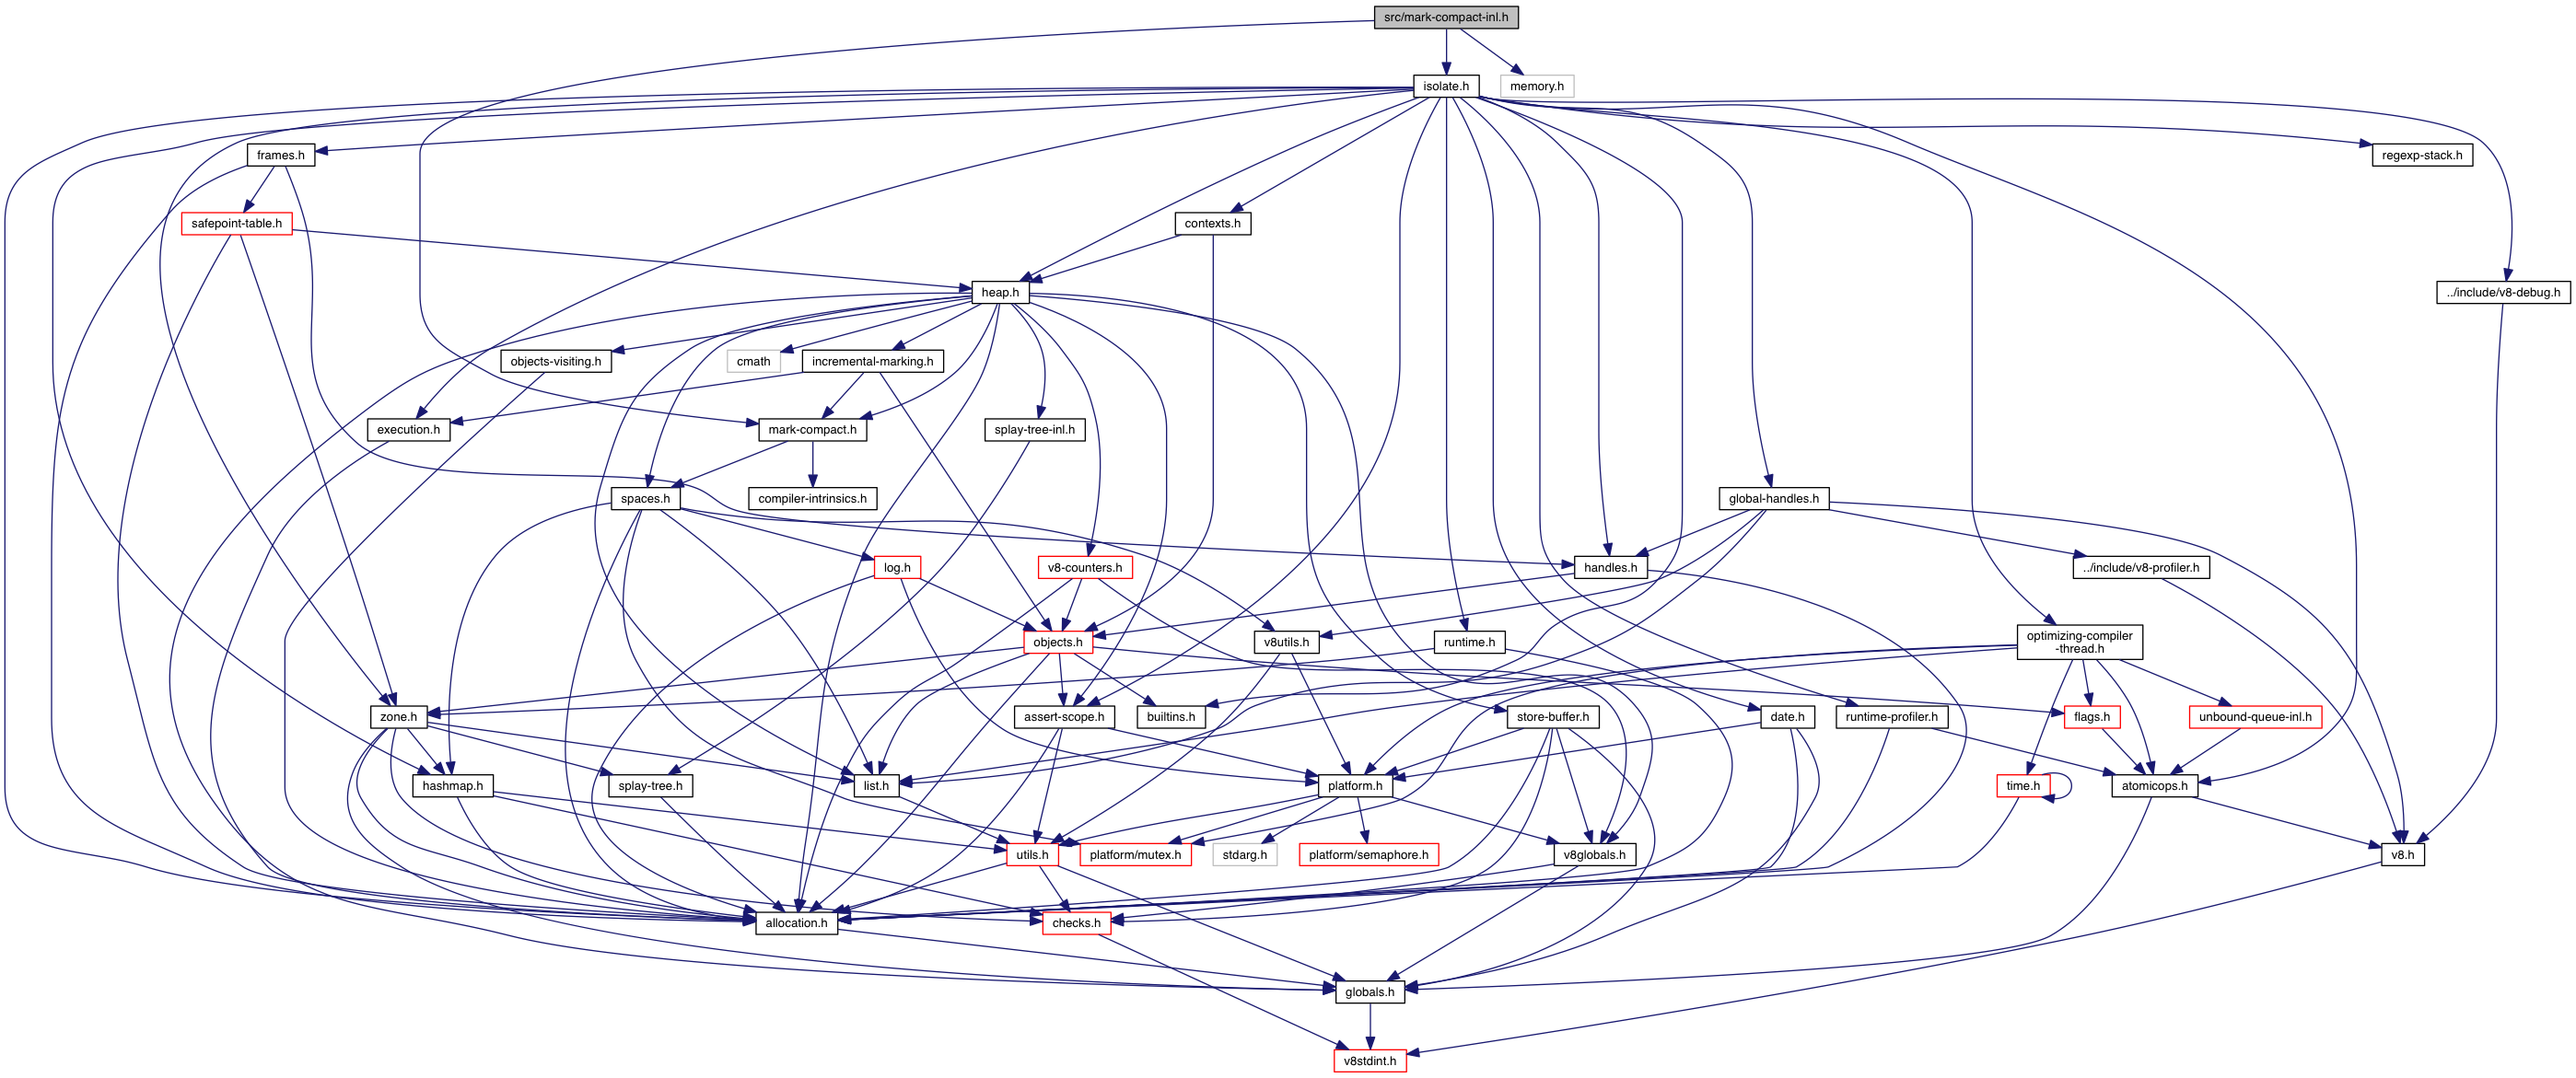 src/mark-compact-inl.h
isolate.h
memory.h
frames.h
regexp-stack.h
safepoint-table.h
contexts.h
heap.h
../include/v8-debug.h
objects-visiting.h
cmath
incremental-marking.h
execution.h
mark-compact.h
splay-tree-inl.h
spaces.h
compiler-intrinsics.h
global-handles.h
log.h
v8-counters.h
handles.h
../include/v8-profiler.h
objects.h
v8utils.h
runtime.h
optimizing-compiler
-thread.h
zone.h
assert-scope.h
builtins.h
store-buffer.h
date.h
runtime-profiler.h
flags.h
unbound-queue-inl.h
hashmap.h
splay-tree.h
list.h
platform.h
time.h
atomicops.h
utils.h
platform/mutex.h
stdarg.h
platform/semaphore.h
v8globals.h
v8.h
allocation.h
checks.h
globals.h
v8stdint.h